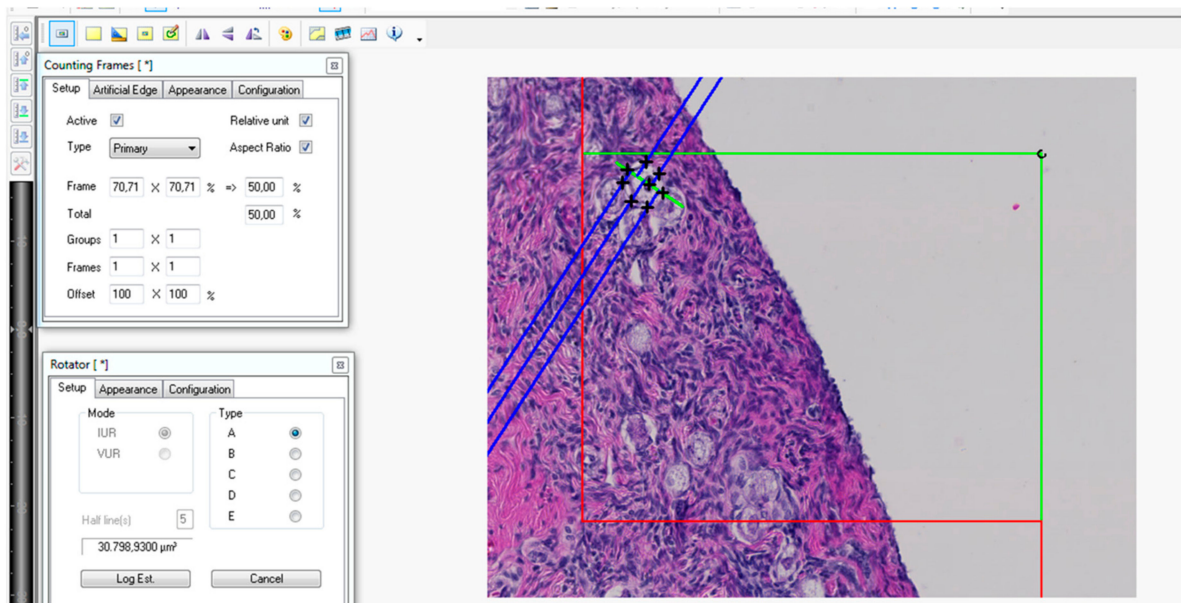 Counting Frames [ *]
Setup Artificial Edge Appearance Configuration
Active Relative unit
Type Primary Aspect Ratio
Frame 70,71 X 70,71 % => 50,00 %
Total 50,00 %
Groups 1 X 1
Frames 1 X 1
Offset 100 X 100 %
Rotator [ *]
Setup Appearance Configuration
Mode Type
IUR A
VUR B
C
D
E
Half line(s) 5
30.798,9300 µm³
Log Est. Cancel